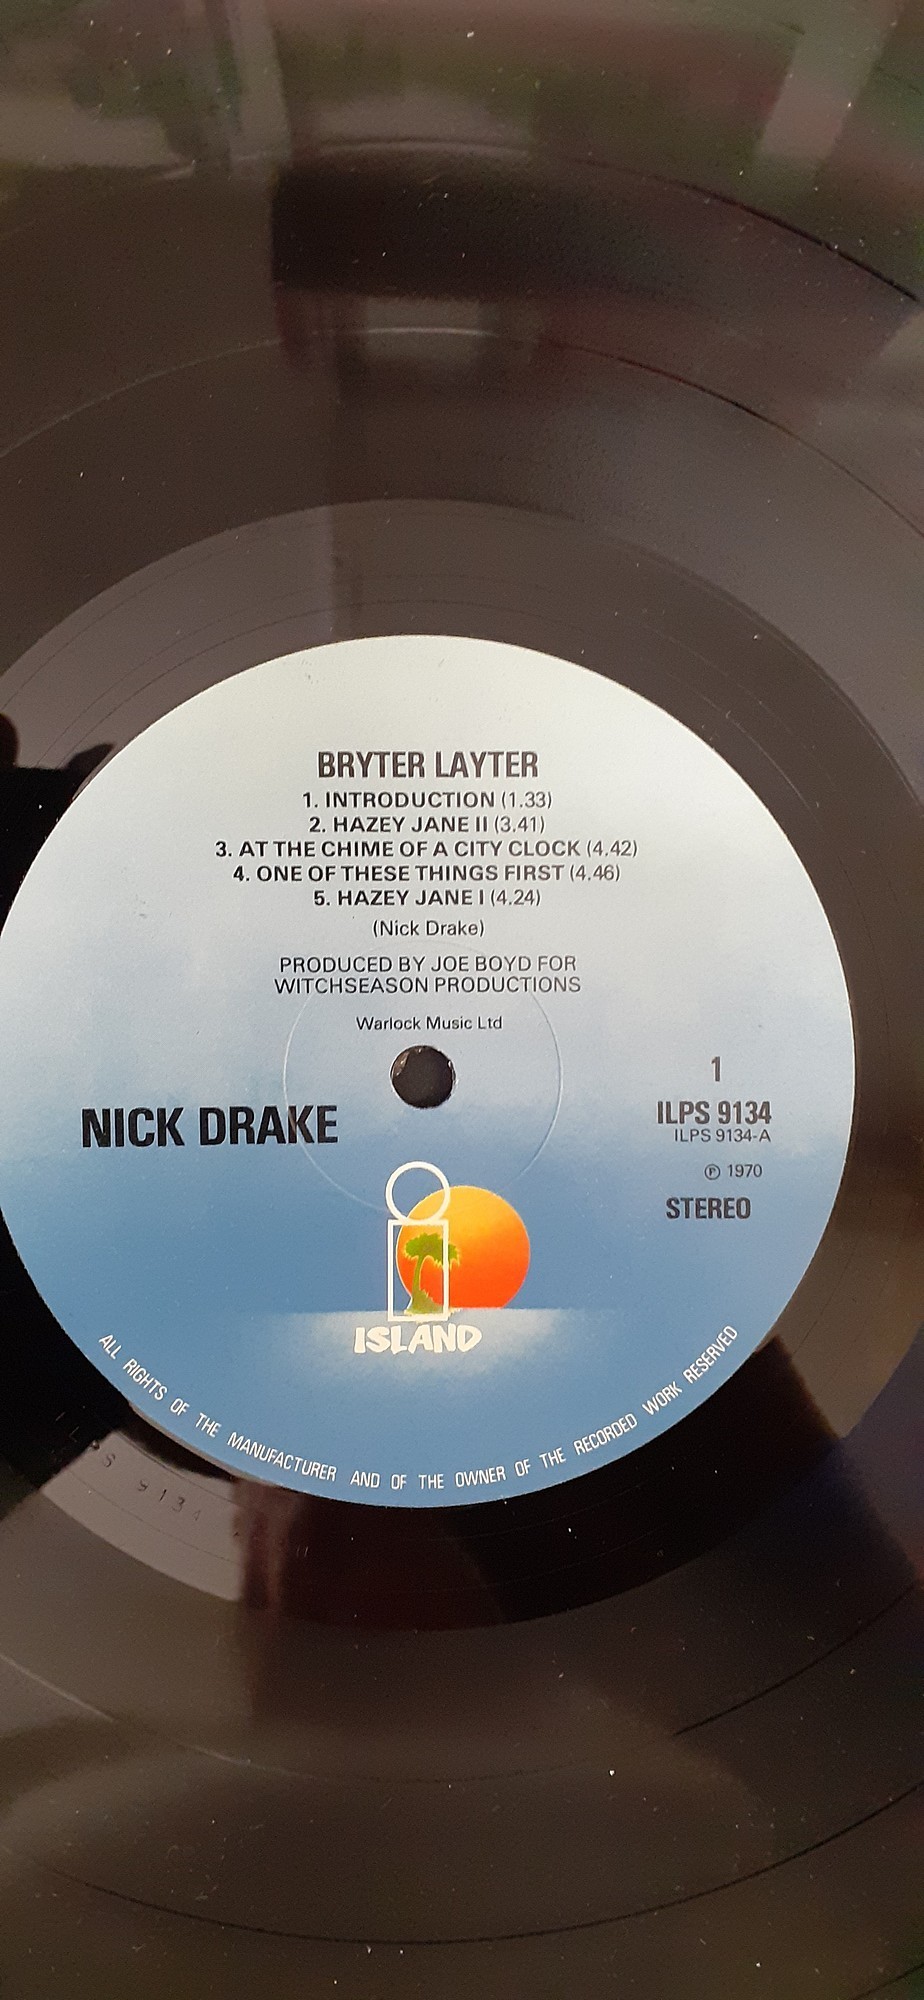 BRYTER LAYTER
1. INTRODUCTION (1.33)
2. HAZEY JANE II (3.41)
3. AT THE CHIME OF A CITY CLOCK (4.42)
4. ONE OF THESE THINGS FIRST (4.46)
5. HAZEY JANE I (4.24)
(Nick Drake)
PRODUCED BY JOE BOYD FOR
WITCHSEASON PRODUCTIONS
Warlock Music Ltd
NICK DRAKE
1
ILPS 9134
ILPS 9134-A
℗ 1970
STEREO
ISLAND
ALL RIGHTS OF THE MANUFACTURER AND OF THE OWNER OF THE RECORDED WORK RESERVED
S 9134